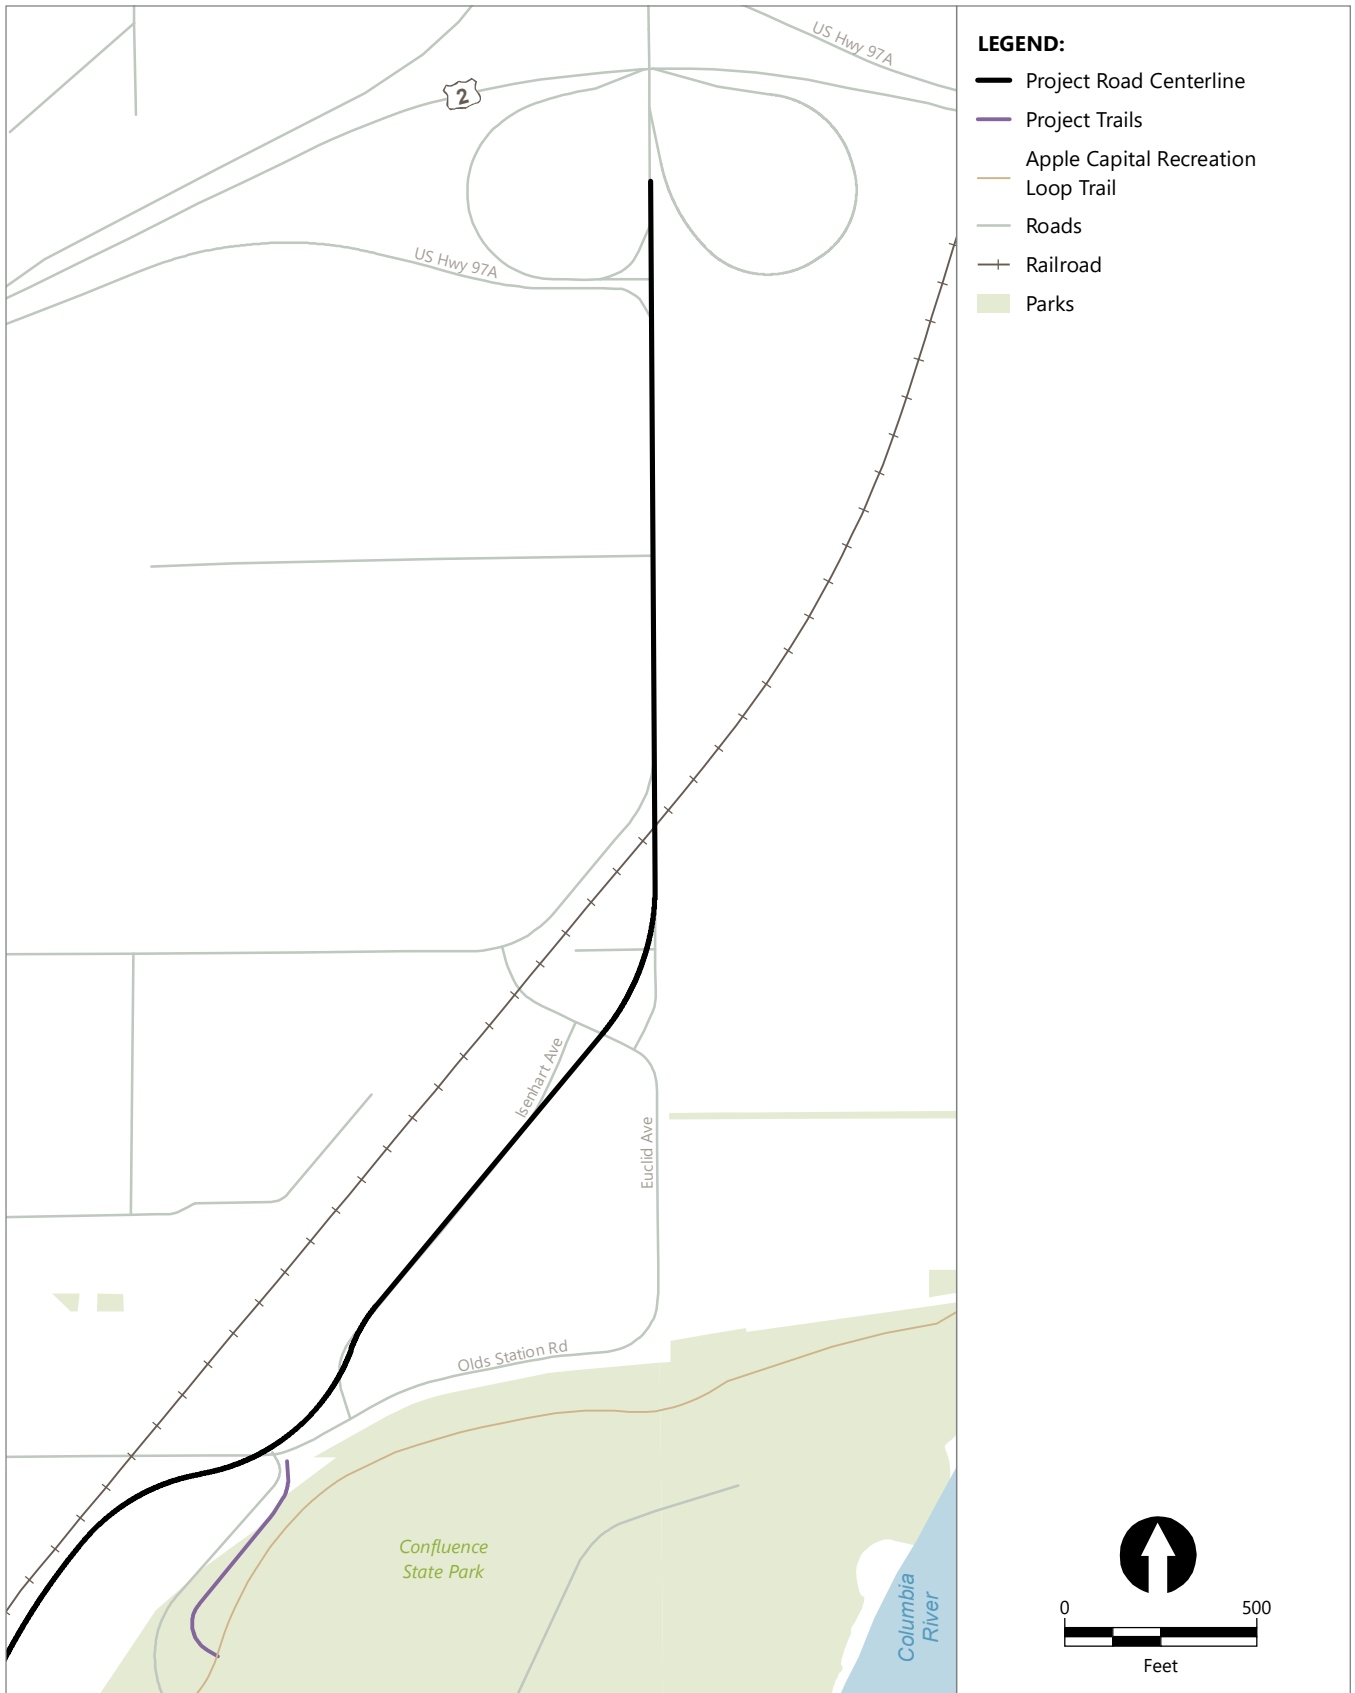 US Hwy 97A
2
US Hwy 97A
Isenhart Ave
Euclid Ave
Olds Station Rd
Confluence
State Park
Columbia
River
LEGEND:
Project Road Centerline
Project Trails
Apple Capital Recreation
Loop Trail
Roads
Railroad
Parks
0 500
Feet